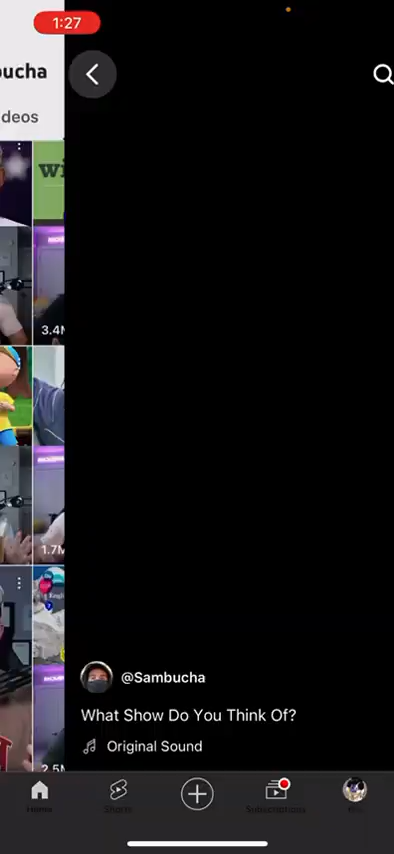 1:27
bucha
deos
wi
3.4M
1.7M
2.5M
@Sambucha
What Show Do You Think Of?
Original Sound
Home
Shorts
Subscriptions